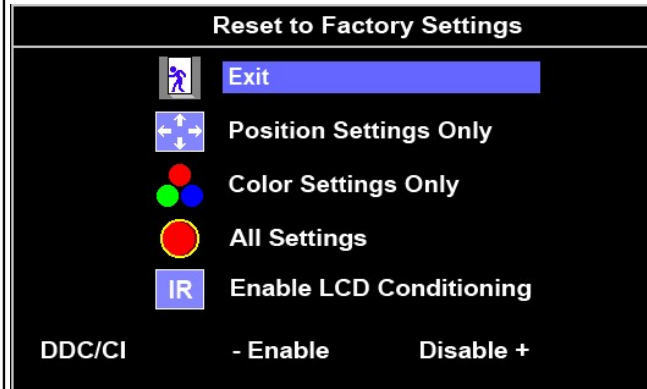 Reset to Factory Settings
Exit
Position Settings Only
Color Settings Only
All Settings
IR Enable LCD Conditioning
DDC/CI - Enable Disable +